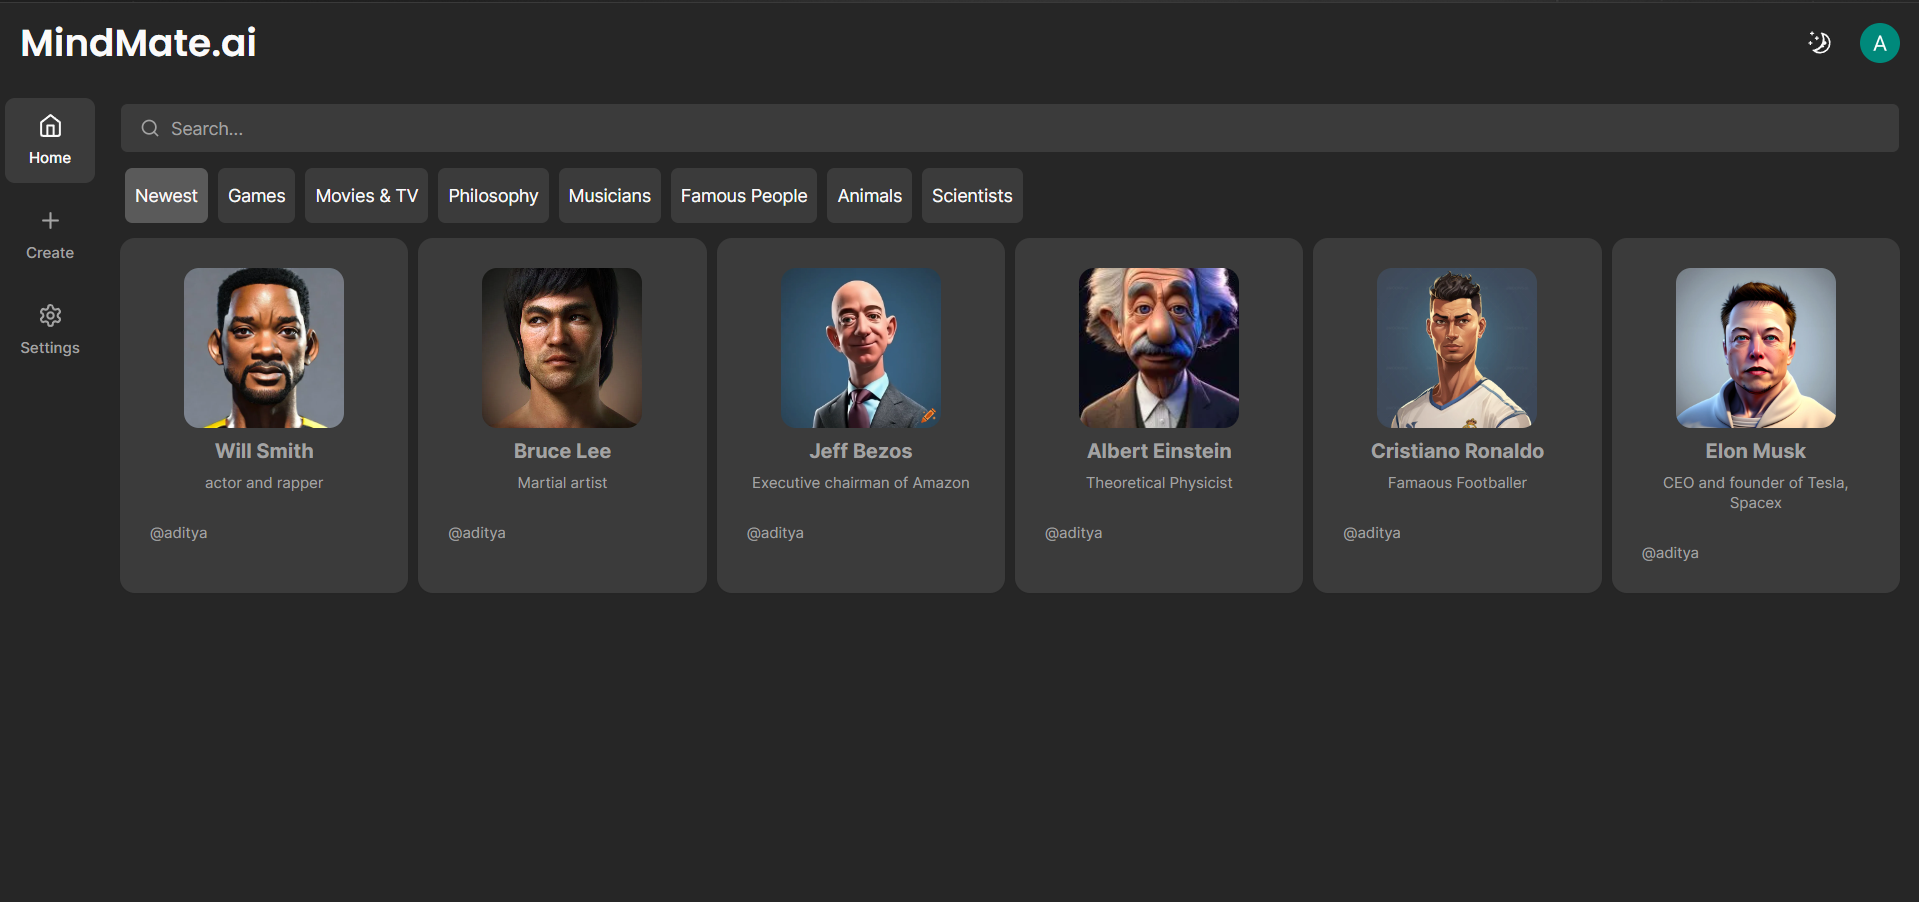 MindMate.ai
A
Home
Create
Settings
Search...
Newest
Games
Movies & TV
Philosophy
Musicians
Famous People
Animals
Scientists
Will Smith
actor and rapper
@aditya
Bruce Lee
Martial artist
@aditya
Jeff Bezos
Executive chairman of Amazon
@aditya
Albert Einstein
Theoretical Physicist
@aditya
Cristiano Ronaldo
Famaous Footballer
@aditya
Elon Musk
CEO and founder of Tesla,
Spacex
@aditya